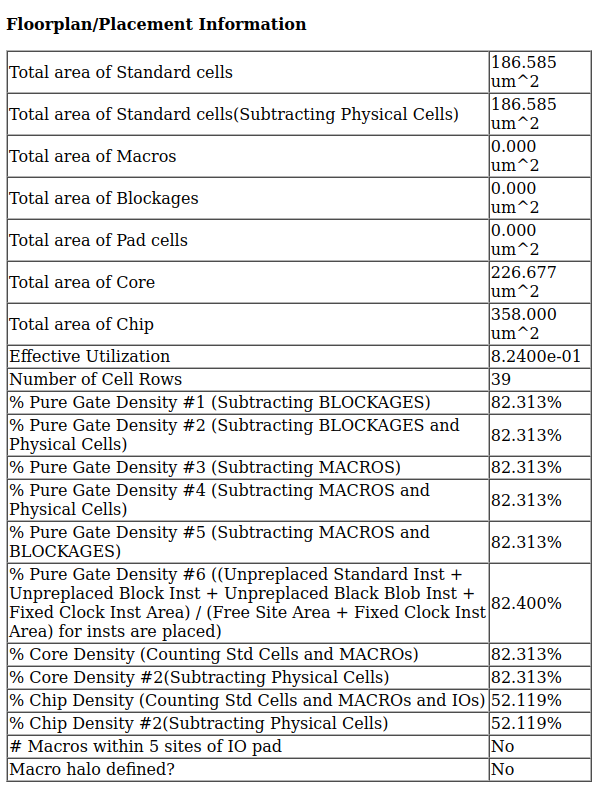 Floorplan/Placement Information
Total area of Standard cells
186.585
um^2
Total area of Standard cells(Subtracting Physical Cells)
186.585
um^2
Total area of Macros
0.000
um^2
Total area of Blockages
0.000
um^2
Total area of Pad cells
0.000
um^2
Total area of Core
226.677
um^2
Total area of Chip
358.000
um^2
Effective Utilization
8.2400e-01
Number of Cell Rows
39
% Pure Gate Density #1 (Subtracting BLOCKAGES)
82.313%
% Pure Gate Density #2 (Subtracting BLOCKAGES and
Physical Cells)
82.313%
% Pure Gate Density #3 (Subtracting MACROS)
82.313%
% Pure Gate Density #4 (Subtracting MACROS and
Physical Cells)
82.313%
% Pure Gate Density #5 (Subtracting MACROS and
BLOCKAGES)
82.313%
% Pure Gate Density #6 ((Unpreplaced Standard Inst +
Unpreplaced Block Inst + Unpreplaced Black Blob Inst +
Fixed Clock Inst Area) / (Free Site Area + Fixed Clock Inst
Area) for insts are placed)
82.400%
% Core Density (Counting Std Cells and MACROs)
82.313%
% Core Density #2(Subtracting Physical Cells)
82.313%
% Chip Density (Counting Std Cells and MACROs and IOs)
52.119%
% Chip Density #2(Subtracting Physical Cells)
52.119%
# Macros within 5 sites of IO pad
No
Macro halo defined?
No